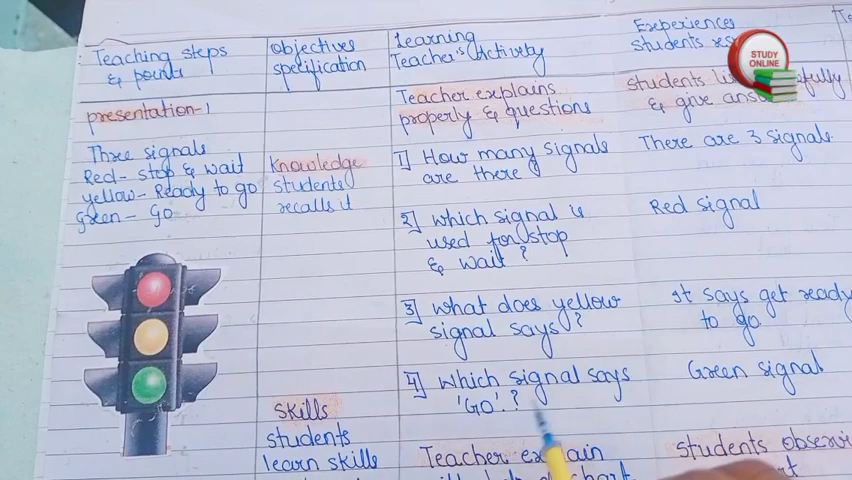 Teaching steps
& points
Objectives
specification
Learning
Teacher's Activity
Experiences
students
presentation-1
Teacher explains
properly & questions
students
& give
Three signals
Red- stop & wait
yellow- Ready to go
Green- Go
Knowledge
students
recalls it
1] How many signals
are there?
There are 3 signals
2] which signal is
used for stop
& wait?
Red signal
3] what does yellow
signal says?
It says get ready
to go
4] which signal says
'Go'.?
Green signal
Skills
students
learn skills
Teacher explain
chart
Students
STUDY
ONLINE